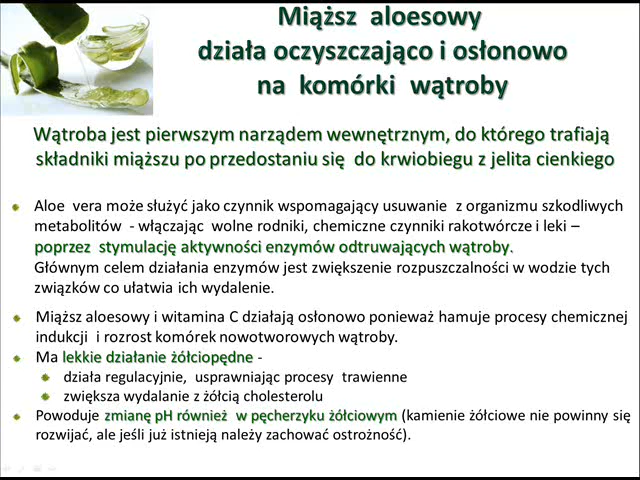 Miąższ aloesowy
działa oczyszczająco i osłonowo
na komórki wątroby
Wątroba jest pierwszym narządem wewnętrznym, do którego trafiają
składniki miąższu po przedostaniu się do krwiobiegu z jelita cienkiego
Aloe vera może służyć jako czynnik wspomagający usuwanie z organizmu szkodliwych
metabolitów - włączając wolne rodniki, chemiczne czynniki rakotwórcze i leki –
poprzez stymulację aktywności enzymów odtruwających wątroby.
Głównym celem działania enzymów jest zwiększenie rozpuszczalności w wodzie tych
związków co ułatwia ich wydalenie.
Miąższ aloesowy i witamina C działają osłonowo ponieważ hamuje procesy chemicznej
indukcji i rozrost komórek nowotworowych wątroby.
Ma lekkie działanie żółciopędne -
działa regulacyjnie, usprawniając procesy trawienne
zwiększa wydalanie z żółcią cholesterolu
Powoduje zmianę pH również w pęcherzyku żółciowym (kamienie żółciowe nie powinny się
rozwijać, ale jeśli już istnieją należy zachować ostrożność).